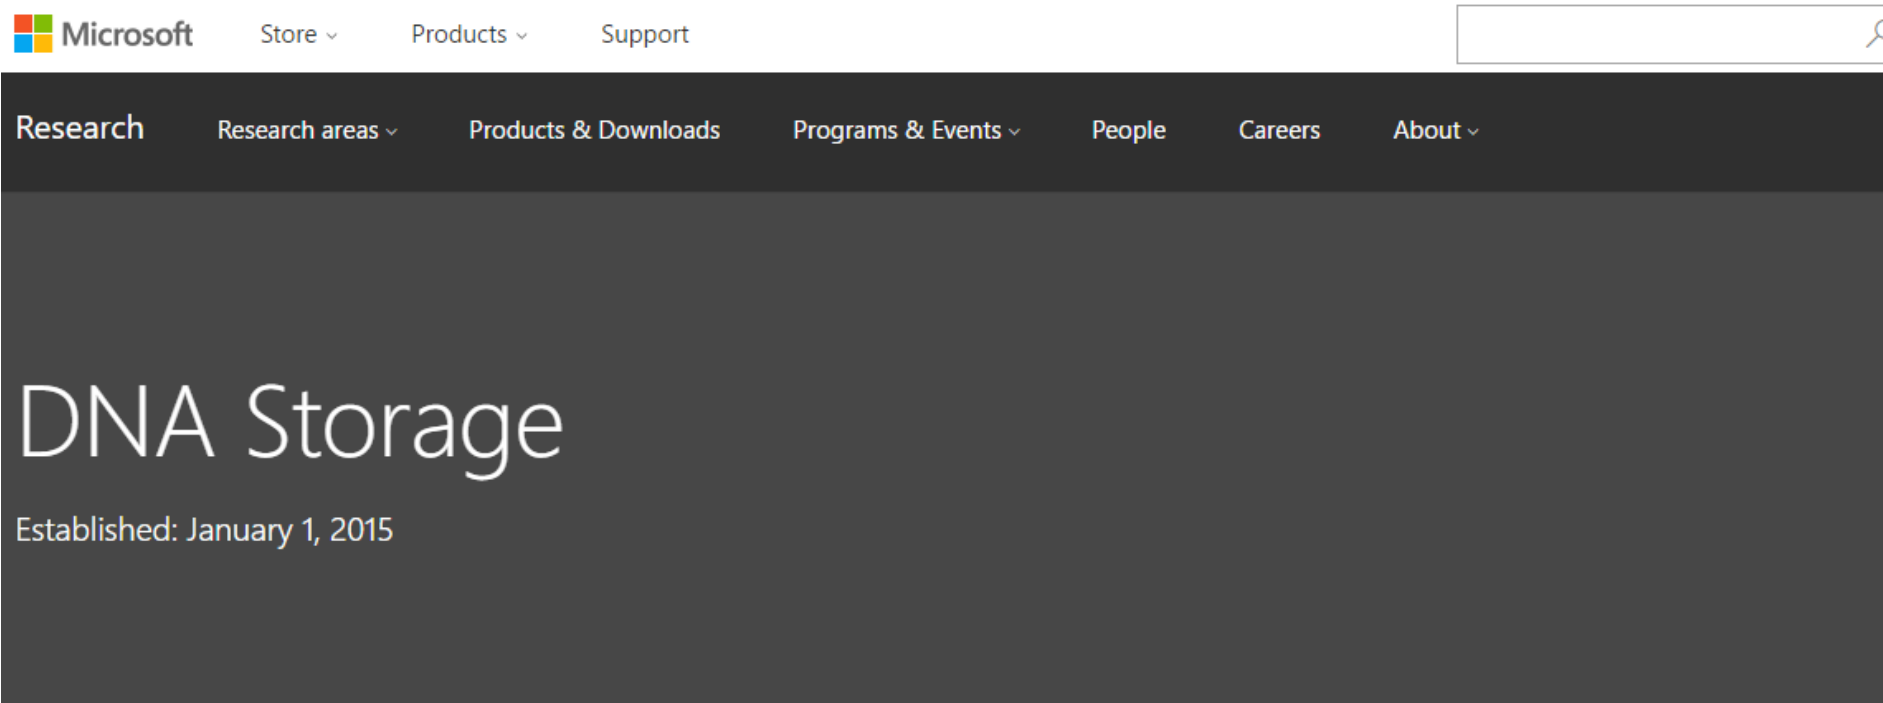 Microsoft Store Products Support
Research Research areas Products & Downloads Programs & Events People Careers About
DNA Storage
Established: January 1, 2015